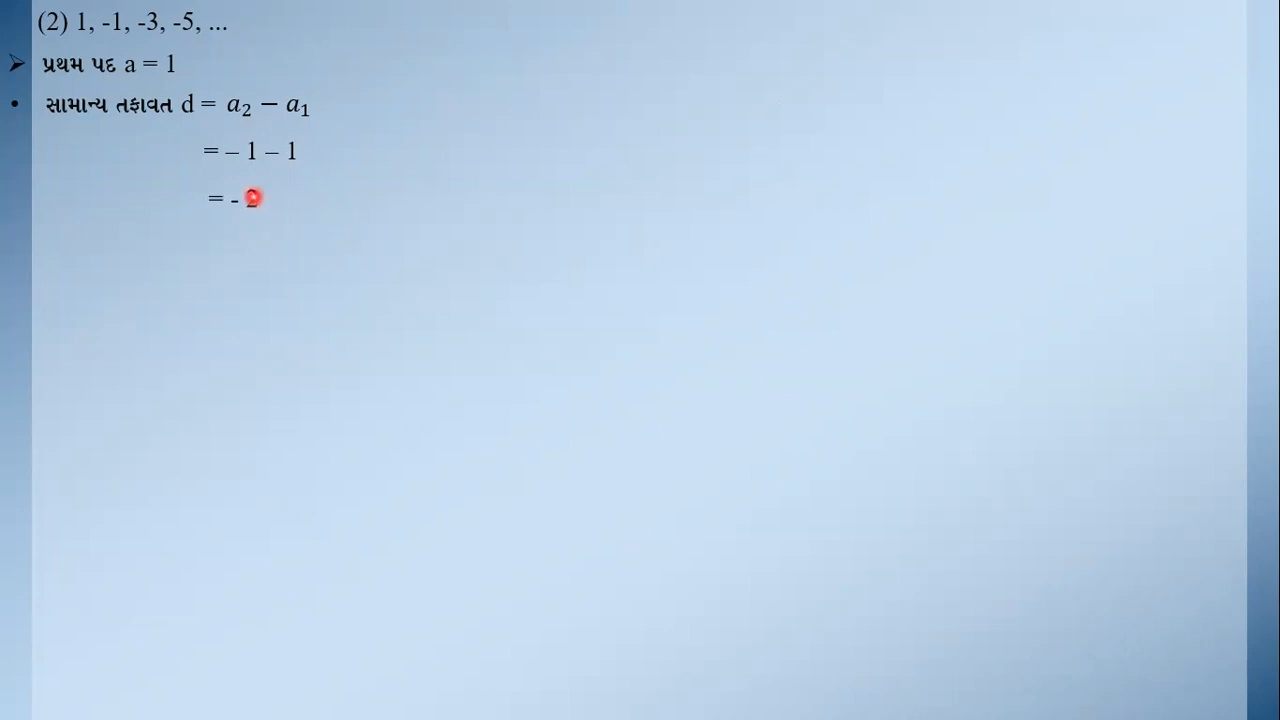 (2) 1, -1, -3, -5, ...
➢ પ્રથમ પદ a = 1
• સામાન્ય તફાવત d = a₂ − a₁
= – 1 – 1
= - 2